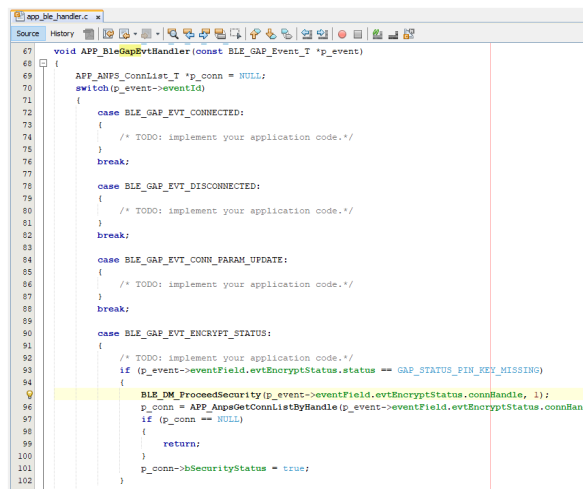 app_ble_handler.c x
Source History
67 void APP_BleGapEvtHandler(const BLE_GAP_Event_T *p_event)
68 {
69 APP_ANPS_ConnList_T *p_conn = NULL;
70 switch(p_event->eventId)
71 {
72 case BLE_GAP_EVT_CONNECTED:
73 {
74 /* TODO: implement your application code.*/
75 }
76 break;
77
78 case BLE_GAP_EVT_DISCONNECTED:
79 {
80 /* TODO: implement your application code.*/
81 }
82 break;
83
84 case BLE_GAP_EVT_CONN_PARAM_UPDATE:
85 {
86 /* TODO: implement your application code.*/
87 }
88 break;
89
90 case BLE_GAP_EVT_ENCRYPT_STATUS:
91 {
92 /* TODO: implement your application code.*/
93 if (p_event->eventField.evtEncryptStatus.status == GAP_STATUS_PIN_KEY_MISSING)
94 {
BLE_DM_ProceedSecurity(p_event->eventField.evtEncryptStatus.connHandle, 1);
96 p_conn = APP_AnpsGetConnListByHandle(p_event->eventField.evtEncryptStatus.connHan
97 if (p_conn == NULL)
98 {
99 return;
100 }
101 p_conn->bSecurityStatus = true;
102 }